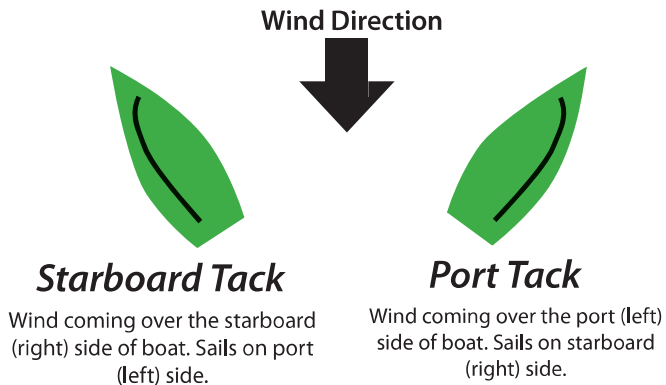 Wind Direction
Starboard Tack
Wind coming over the starboard
(right) side of boat. Sails on port
(left) side.
Port Tack
Wind coming over the port (left)
side of boat. Sails on starboard
(right) side.